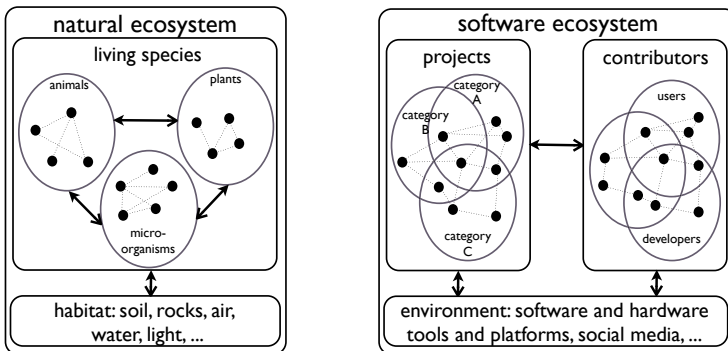 natural ecosystem
living species
animals
plants
micro-
organisms
habitat: soil, rocks, air,
water, light, ...
software ecosystem
projects
category
A
category
B
category
C
contributors
users
developers
environment: software and hardware
tools and platforms, social media, ...